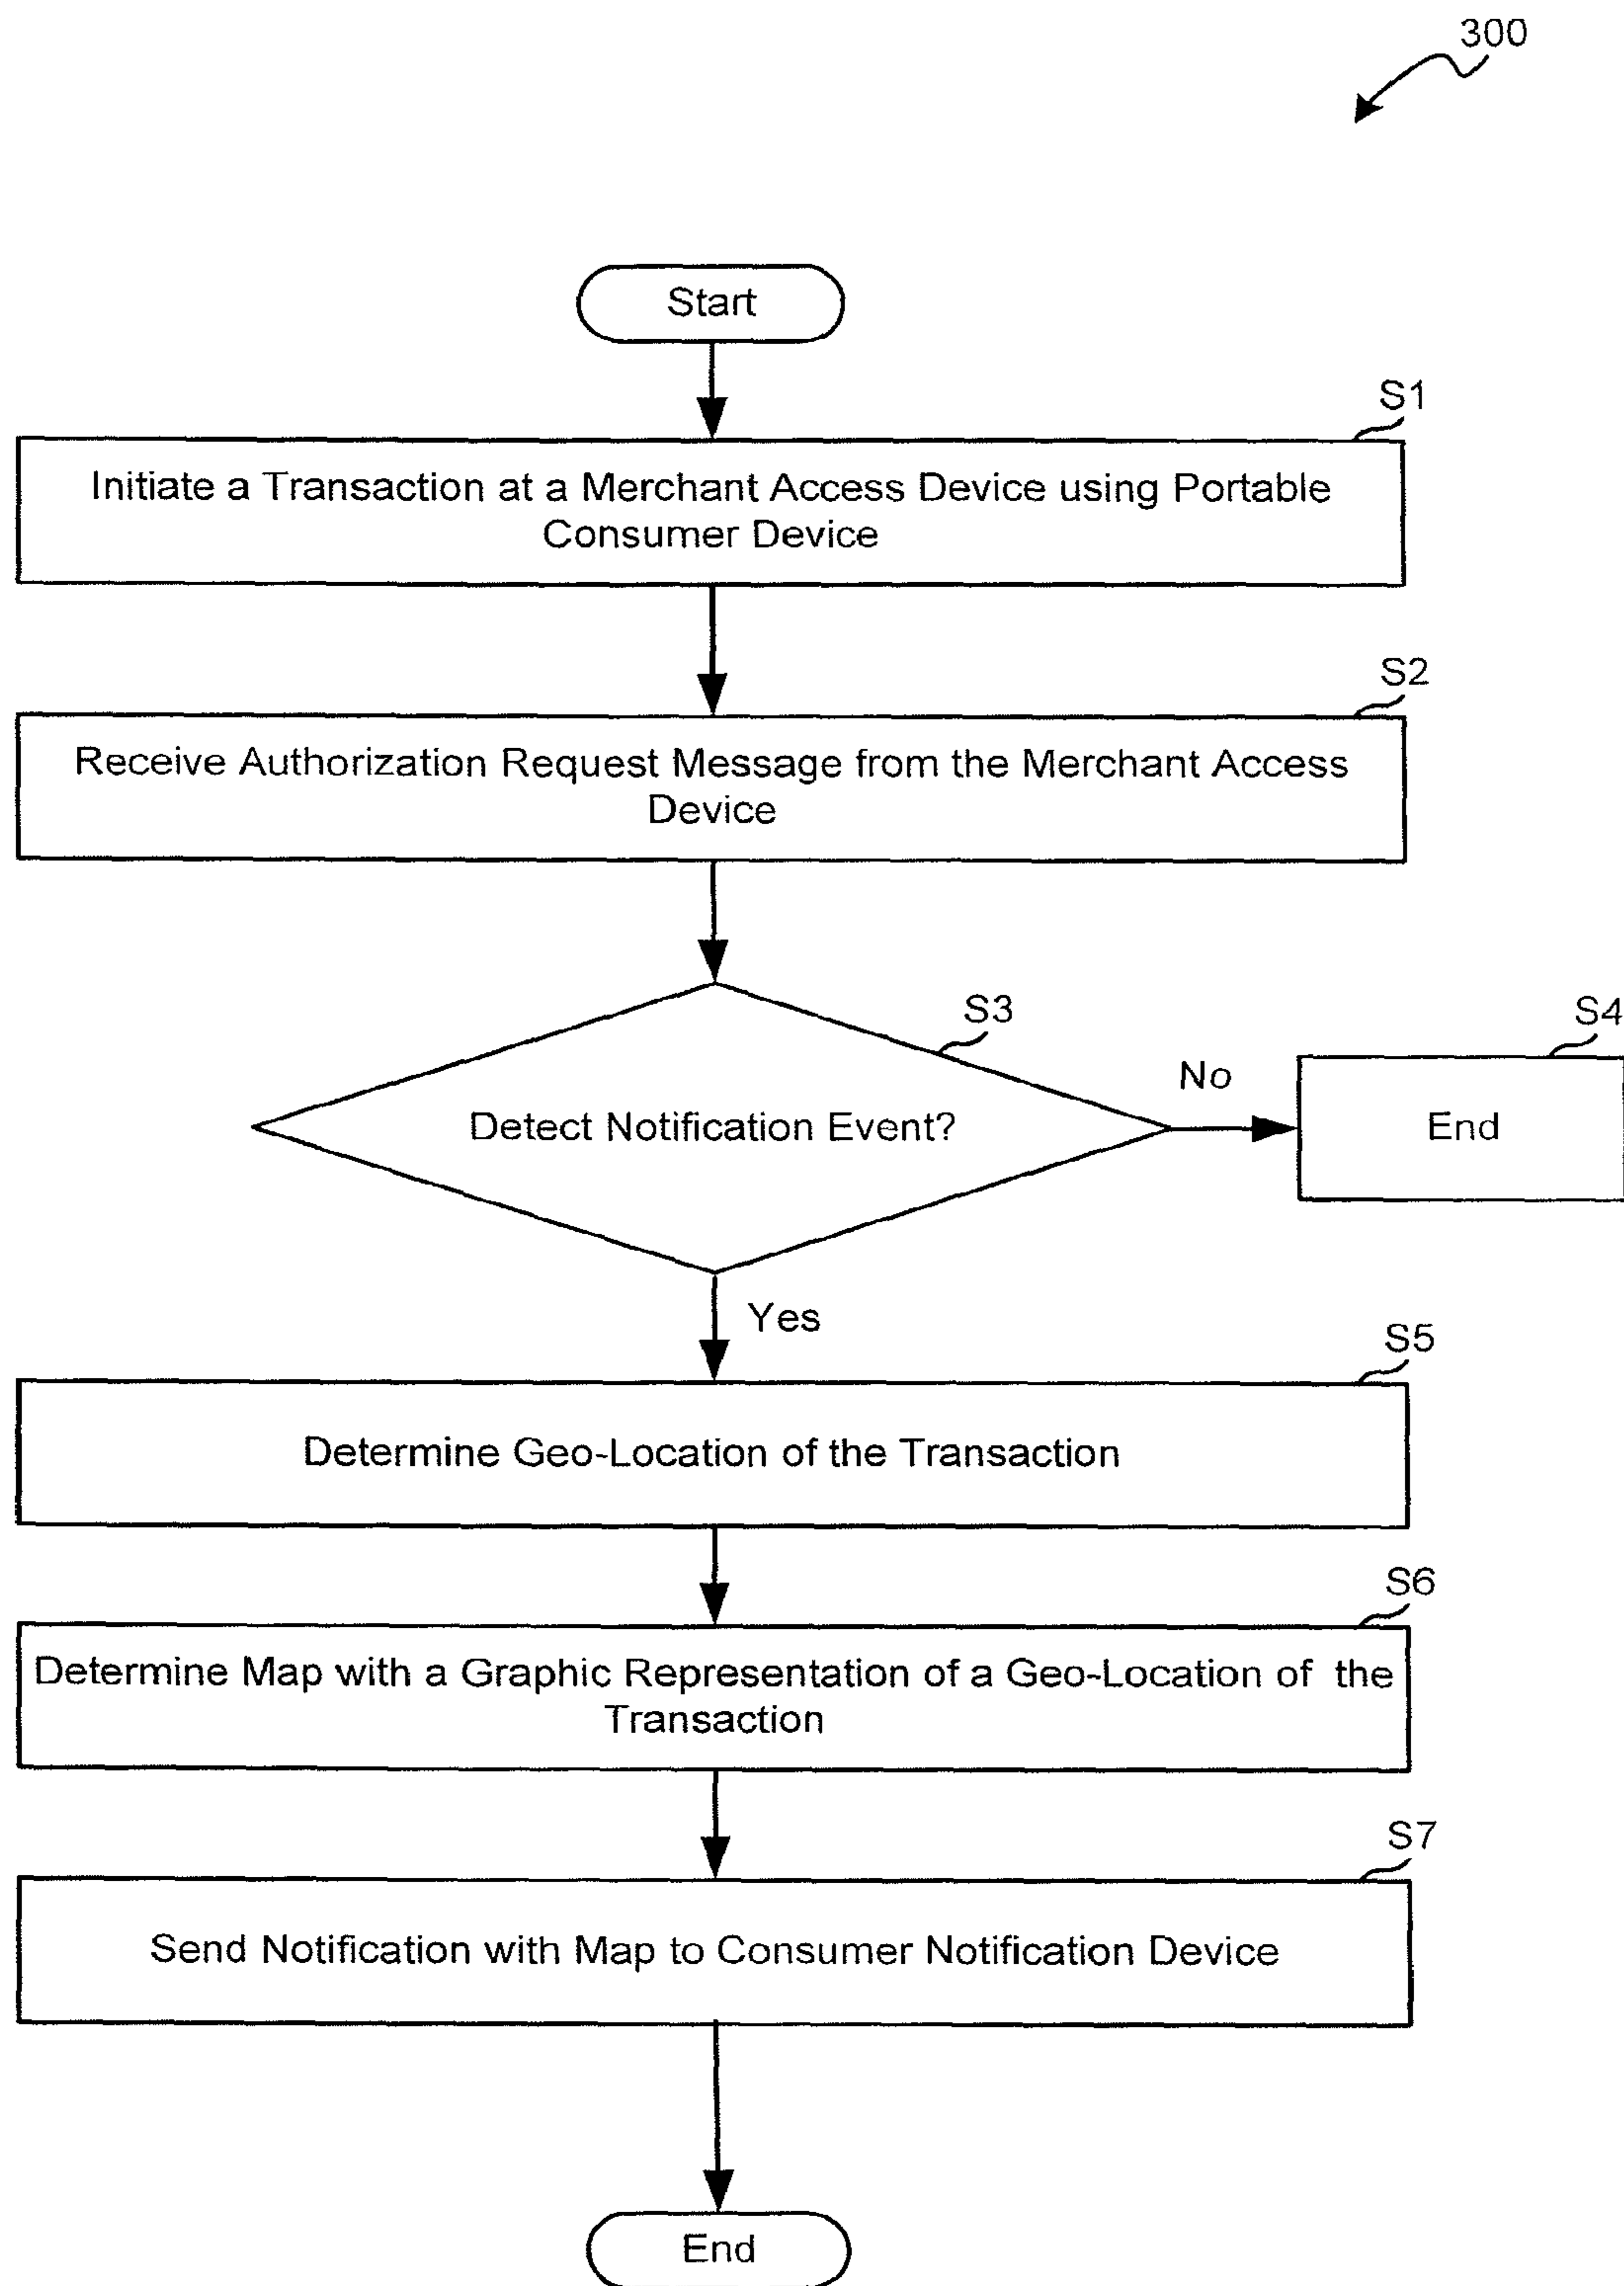 300
Start
S1
Initiate a Transaction at a Merchant Access Device using Portable
Consumer Device
S2
Receive Authorization Request Message from the Merchant Access
Device
S3
Detect Notification Event?
No
S4
End
Yes
S5
Determine Geo-Location of the Transaction
S6
Determine Map with a Graphic Representation of a Geo-Location of the
Transaction
S7
Send Notification with Map to Consumer Notification Device
End